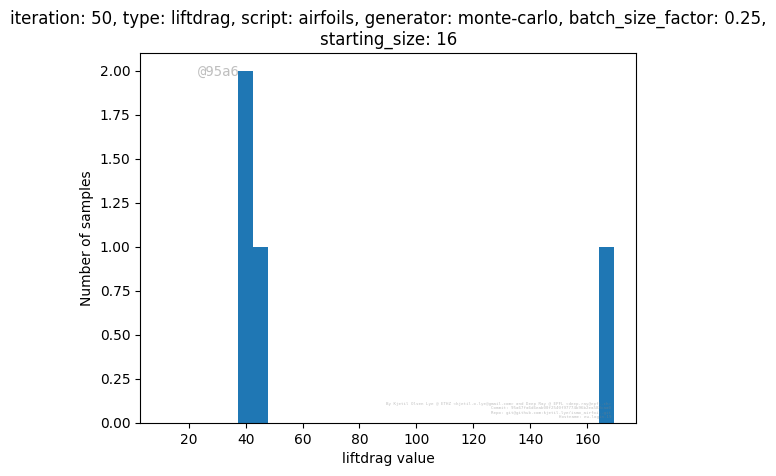 iteration: 50, type: liftdrag, script: airfoils, generator: monte-carlo, batch_size_factor: 0.25,
starting_size: 16
@95a6
2.00
1.75
1.50
1.25
1.00
0.75
0.50
0.25
0.00
Number of samples
20 40 60 80 100 120 140 160
liftdrag value